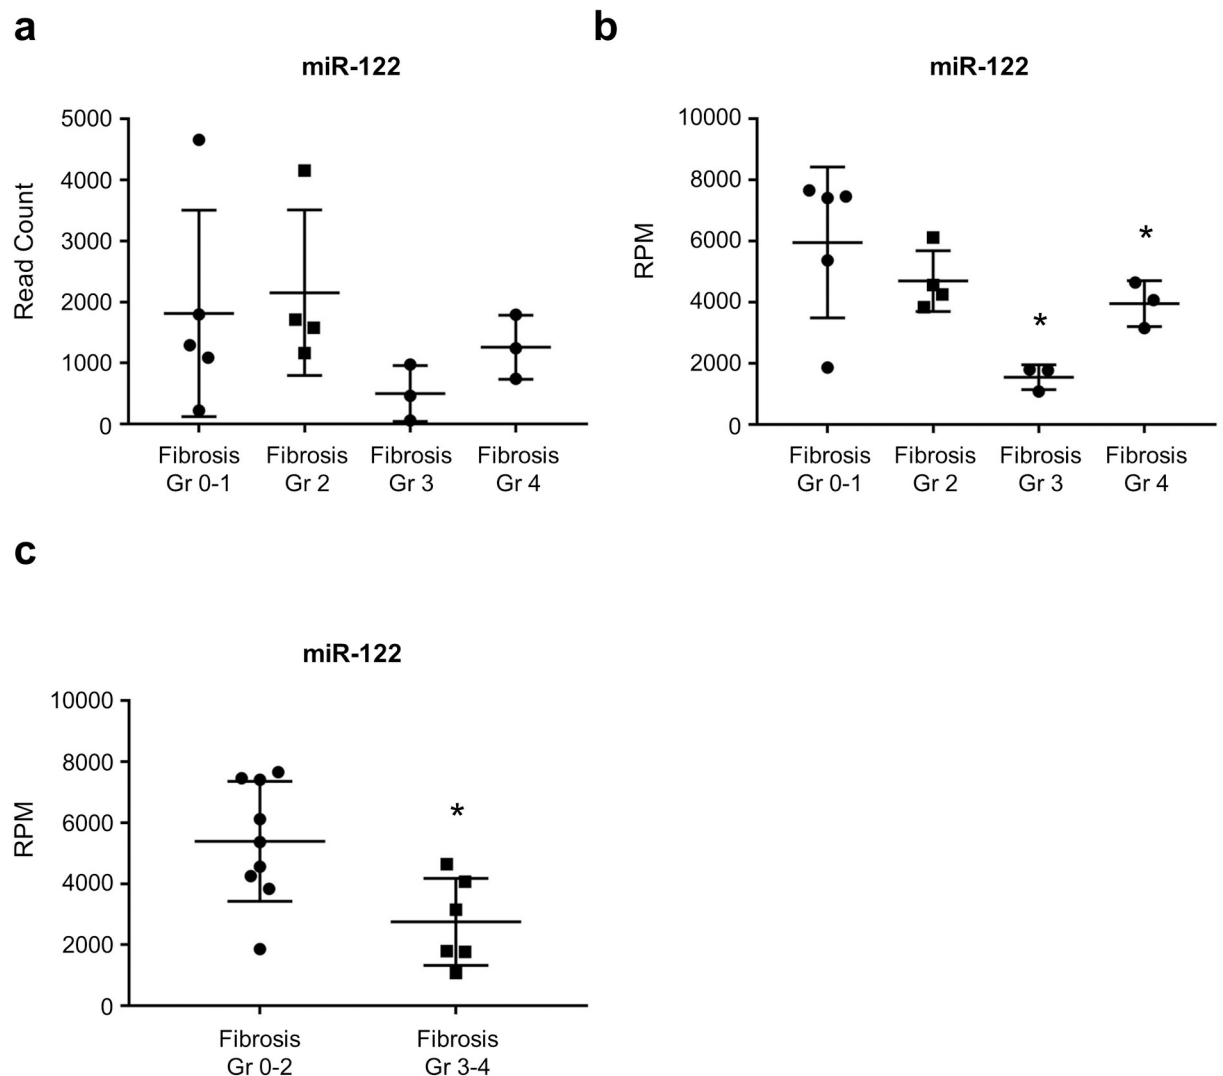 a
miR-122
Read Count
5000
4000
3000
2000
1000
0
Fibrosis Fibrosis Fibrosis Fibrosis
Gr 0-1 Gr 2 Gr 3 Gr 4
b
miR-122
RPM
10000
8000
6000
4000
2000
0
*
*
Fibrosis Fibrosis Fibrosis Fibrosis
Gr 0-1 Gr 2 Gr 3 Gr 4
c
miR-122
RPM
10000
8000
6000
4000
2000
0
*
Fibrosis Fibrosis
Gr 0-2 Gr 3-4